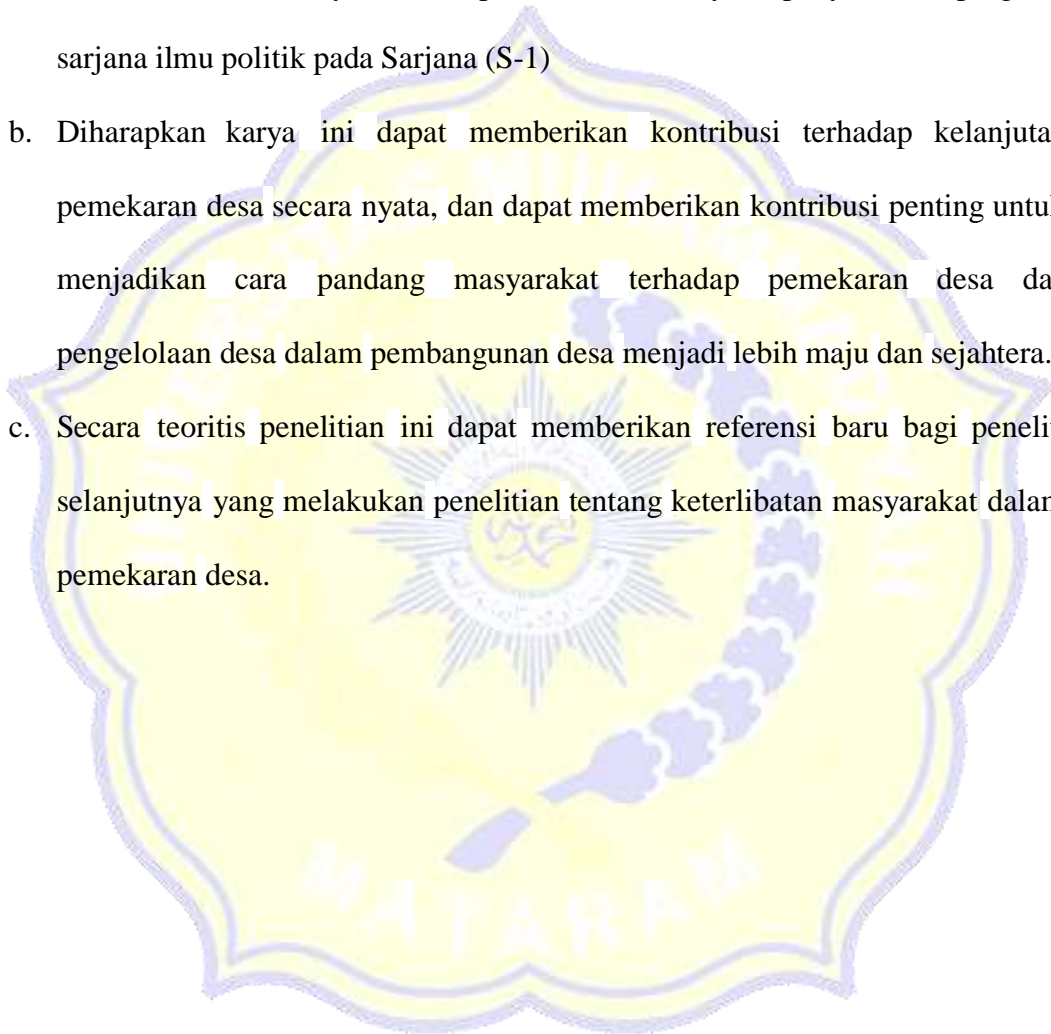 sarjana ilmu politik pada Sarjana (S-1)
b. Diharapkan karya ini dapat memberikan kontribusi terhadap kelanjuta
pemekaran desa secara nyata, dan dapat memberikan kontribusi penting untuk
menjadikan cara pandang masyarakat terhadap pemekaran desa da
pengelolaan desa dalam pembangunan desa menjadi lebih maju dan sejahtera.
c. Secara teoritis penelitian ini dapat memberikan referensi baru bagi penelit
selanjutnya yang melakukan penelitian tentang keterlibatan masyarakat dalam
pemekaran desa.
MATARAM